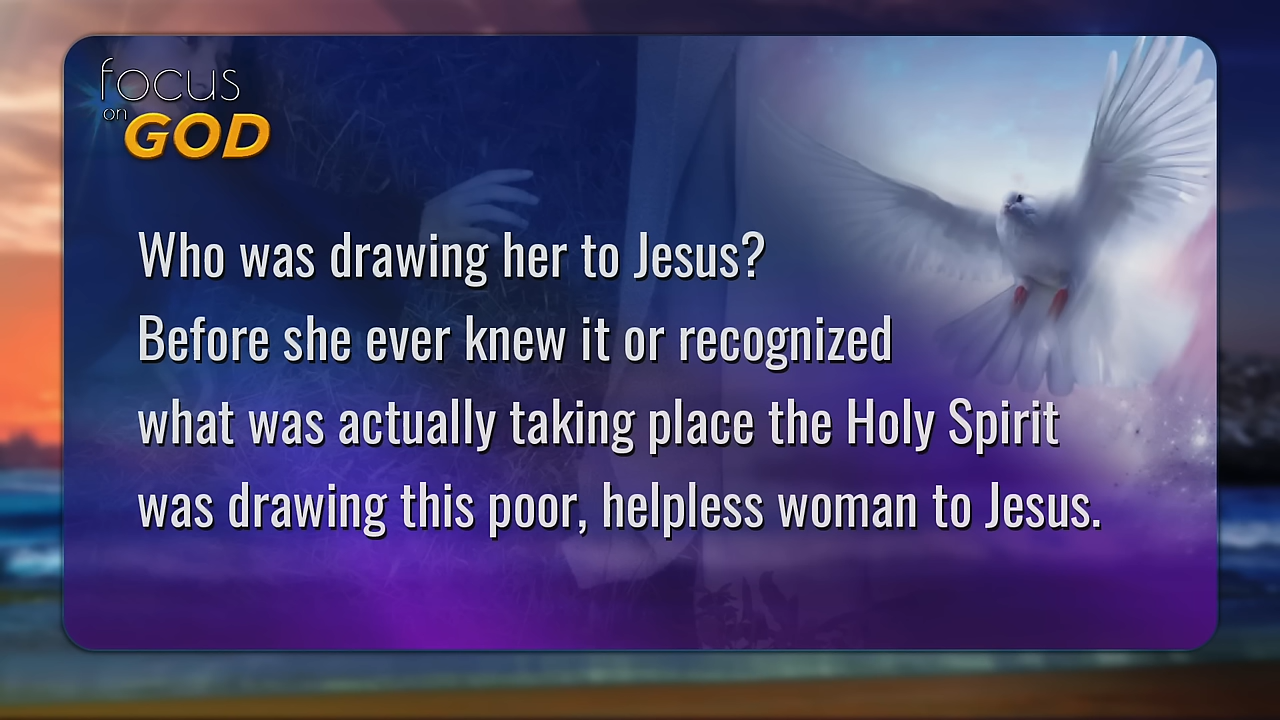 focus
on
GOD
Who was drawing her to Jesus?
Before she ever knew it or recognized
what was actually taking place the Holy Spirit
was drawing this poor, helpless woman to Jesus.